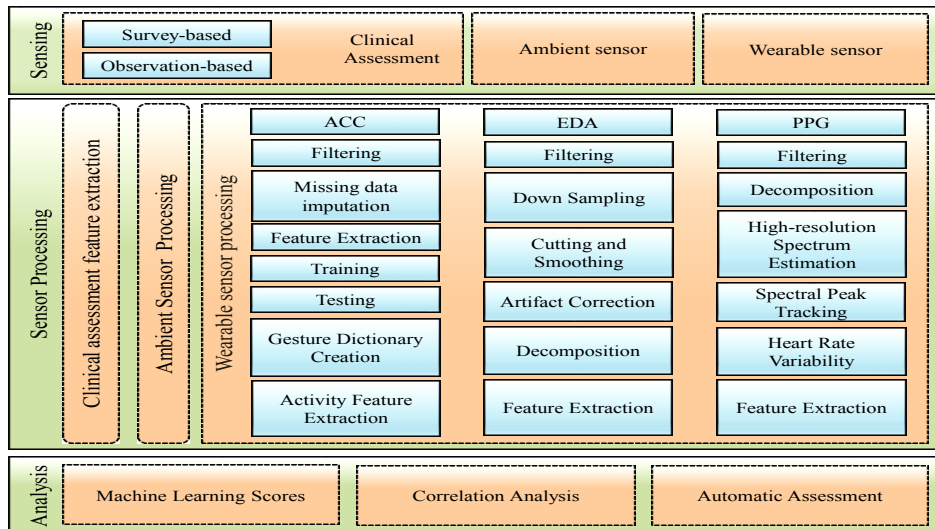 Sensing
Survey-based
Observation-based
Clinical
Assessment
Ambient sensor
Wearable sensor
Sensor Processing
Clinical assessment feature extraction
Ambient Sensor Processing
Wearable sensor processing
ACC
Filtering
Missing data
imputation
Feature Extraction
Training
Testing
Gesture Dictionary
Creation
Activity Feature
Extraction
EDA
Filtering
Down Sampling
Cutting and
Smoothing
Artifact Correction
Decomposition
Feature Extraction
PPG
Filtering
Decomposition
High-resolution
Spectrum
Estimation
Spectral Peak
Tracking
Heart Rate
Variability
Feature Extraction
Analysis
Machine Learning Scores
Correlation Analysis
Automatic Assessment